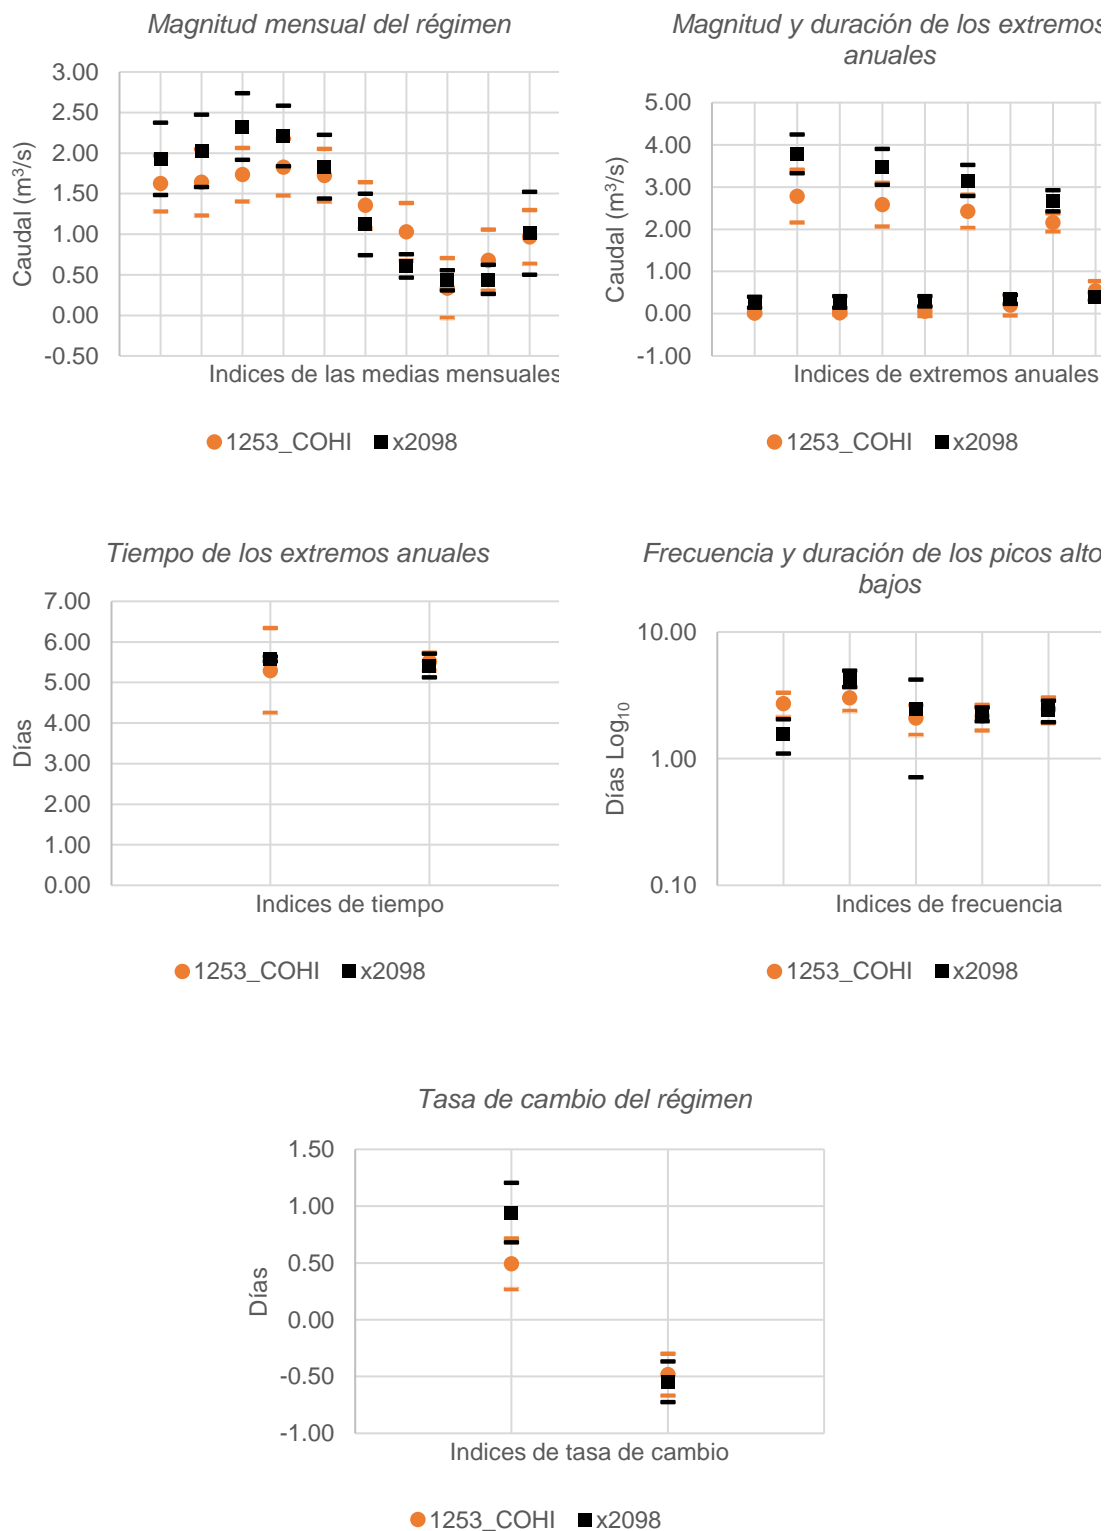 Magnitud mensual del régimen
3.00
2.50
2.00
1.50
1.00
0.50
0.00
-0.50
Caudal (m³/s)
Indices de las medias mensuales
1253_COHI x2098
Magnitud y duración de los extremos
anuales
5.00
4.00
3.00
2.00
1.00
0.00
-1.00
Caudal (m³/s)
Indices de extremos anuales
1253_COHI x2098
Tiempo de los extremos anuales
7.00
6.00
5.00
4.00
3.00
2.00
1.00
0.00
Días
Indices de tiempo
1253_COHI x2098
Frecuencia y duración de los picos alto
bajos
10.00
1.00
0.10
Días Log₁₀
Indices de frecuencia
1253_COHI x2098
Tasa de cambio del régimen
1.50
1.00
0.50
0.00
-0.50
-1.00
Días
Indices de tasa de cambio
1253_COHI x2098